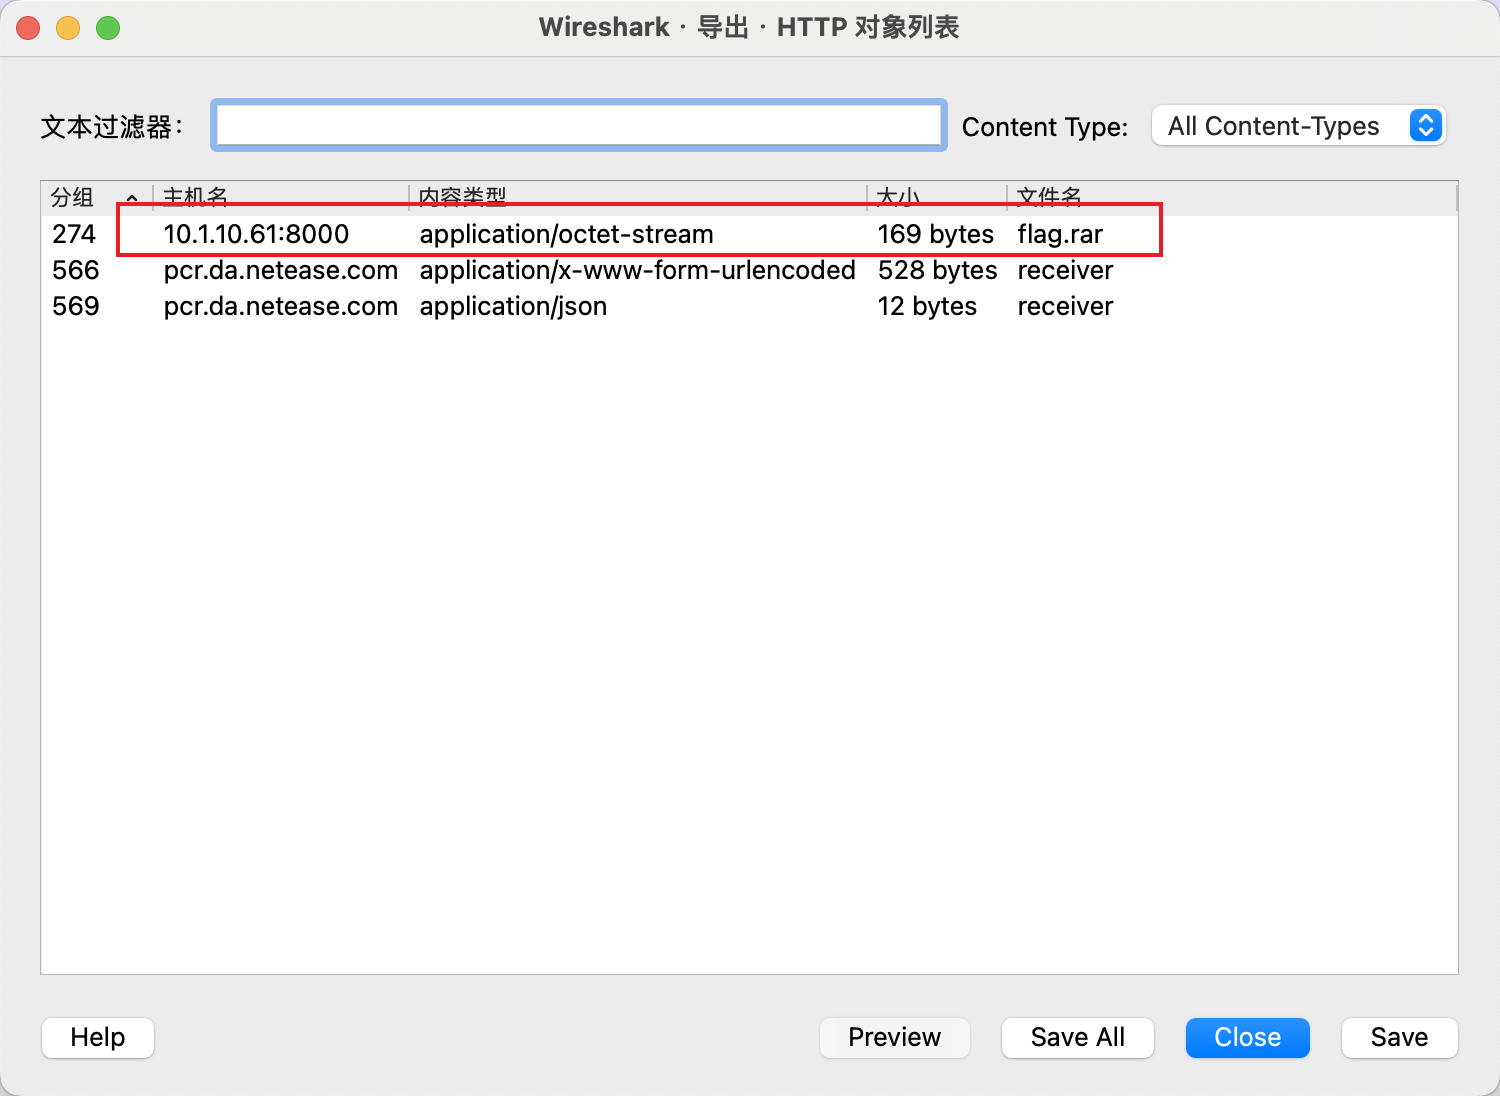 Wireshark · 导出 · HTTP 对象列表
文本过滤器： Content Type: All Content-Types
分组 主机名 内容类型 大小 文件名
274 10.1.10.61:8000 application/octet-stream 169 bytes flag.rar
566 pcr.da.netease.com application/x-www-form-urlencoded 528 bytes receiver
569 pcr.da.netease.com application/json 12 bytes receiver
Help Preview Save All Close Save